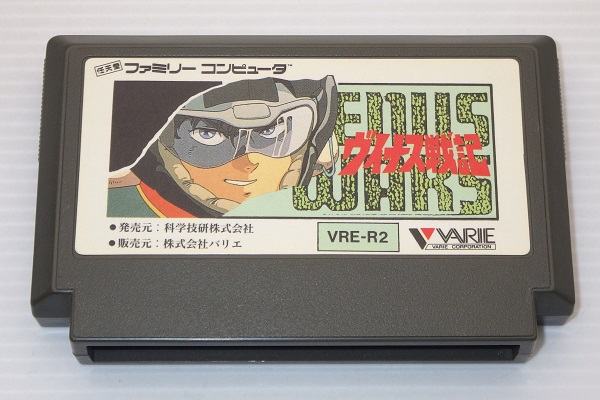 任天堂 ファミリー コンピュータ™
VENUS
ヴイナス戦記
WARS
●発売元：科学技研株式会社
●販売元：株式会社バリエ
VRE-R2
VARIE
VARIE CORPORATION